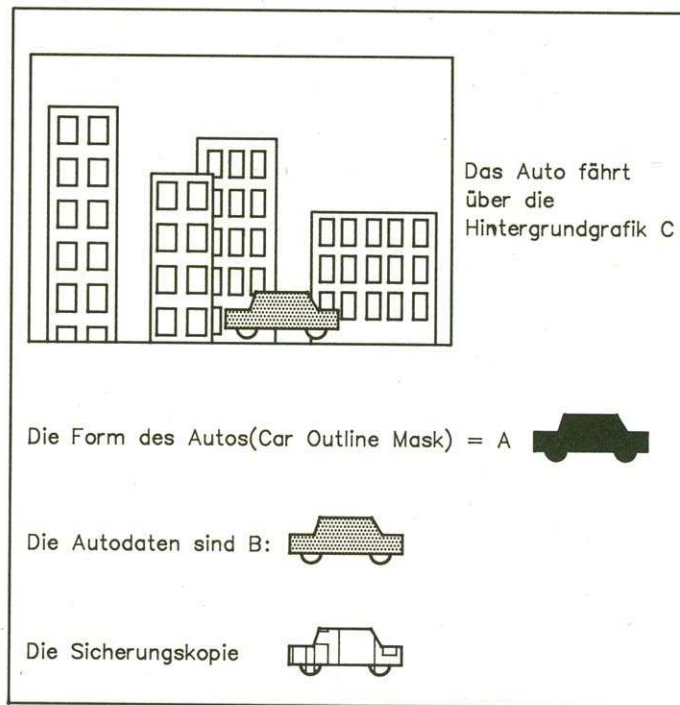 Das Auto fährt
über die
Hintergrundgrafik C
Die Form des Autos(Car Outline Mask) = A
Die Autodaten sind B:
Die Sicherungskopie